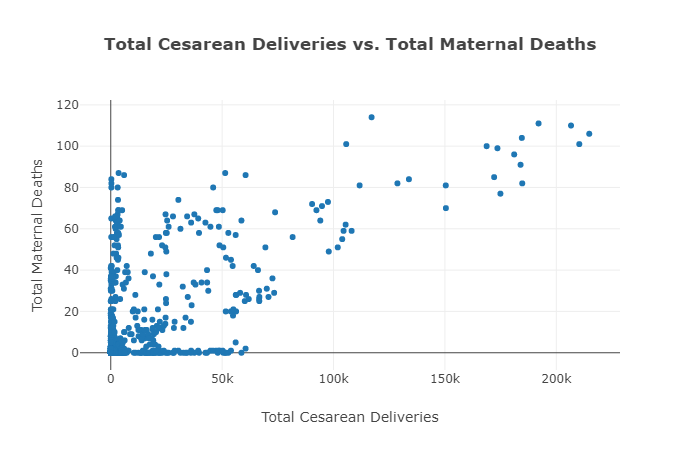 Total Cesarean Deliveries vs. Total Maternal Deaths
120
100
80
60
40
20
0
Total Maternal Deaths
0 50k 100k 150k 200k
Total Cesarean Deliveries